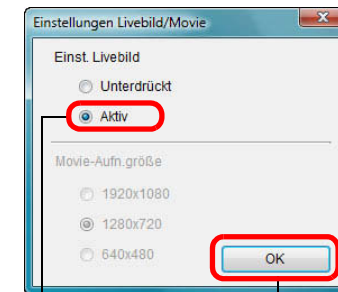 Einstellungen Livebild/Movie
Einst. Livebild
Unterdrückt
Aktiv
Movie-Aufn.größe
1920x1080
1280x720
640x480
OK